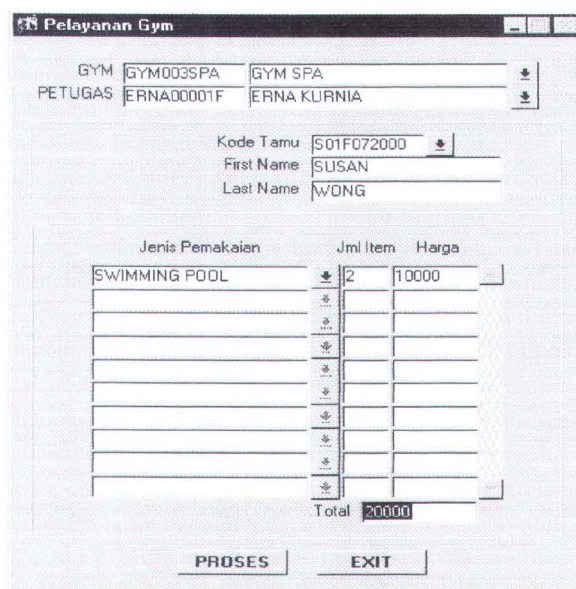 Pelayanan Gym
GYM GYM003SPA GYM SPA
PETUGAS ERNA00001F ERNA KURNIA
Kode Tamu S01F072000
First Name SUSAN
Last Name WONG
Jenis Pemakaian Jml Item Harga
SWIMMING POOL 2 10000
Total 20000
PROSES EXIT